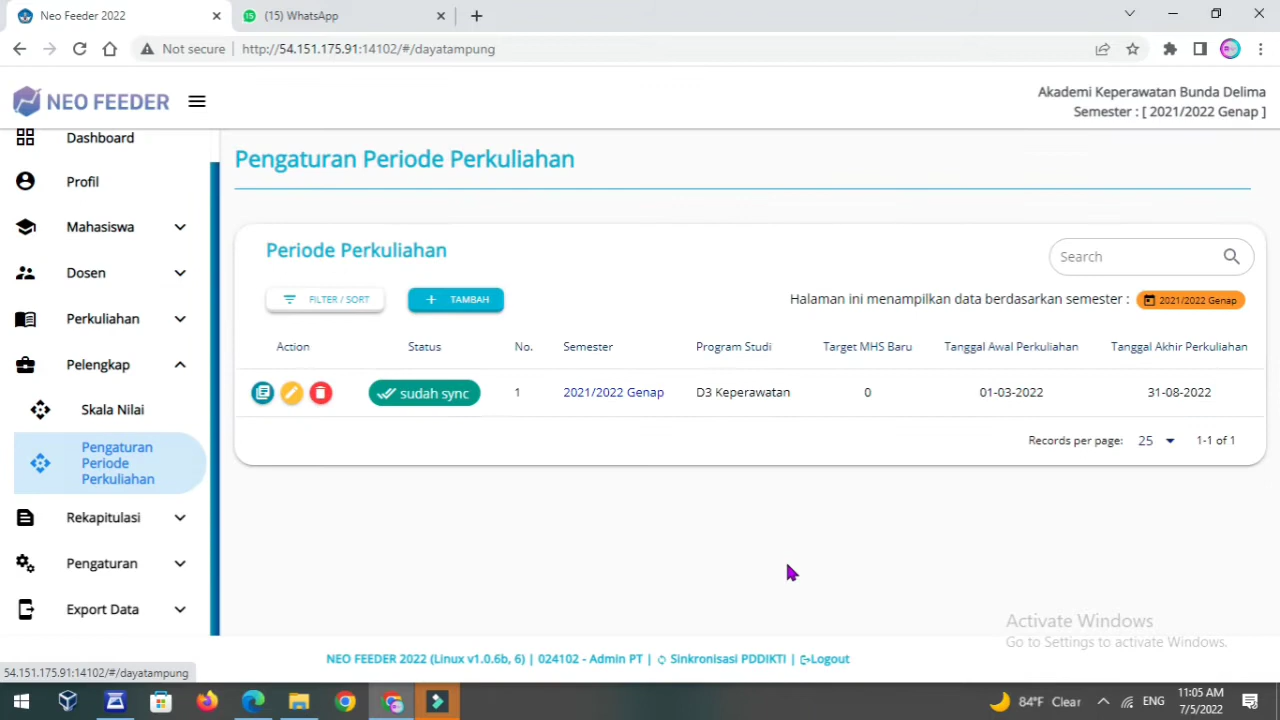 Neo Feeder 2022
(15) WhatsApp
Not secure
http://54.151.175.91:14102/#/dayatampung
NEO FEEDER
Akademi Keperawatan Bunda Delima
Semester : [ 2021/2022 Genap ]
Dashboard
Profil
Mahasiswa
Dosen
Perkuliahan
Pelengkap
Skala Nilai
Pengaturan
Periode
Perkuliahan
Rekapitulasi
Pengaturan
Export Data
Pengaturan Periode Perkuliahan
Periode Perkuliahan
Search
FILTER / SORT
+ TAMBAH
Halaman ini menampilkan data berdasarkan semester : 2021/2022 Genap
Action Status No. Semester Program Studi Target MHS Baru Tanggal Awal Perkuliahan Tanggal Akhir Perkuliahan
sudah sync 1 2021/2022 Genap D3 Keperawatan 0 01-03-2022 31-08-2022
Records per page: 25 1-1 of 1
Activate Windows
Go to Settings to activate Windows.
NEO FEEDER 2022 (Linux v1.0.6b, 6) | 024102 - Admin PT | Sinkronisasi PDDIKTI | Logout
54.151.175.91:14102/#/dayatampung
84°F Clear
ENG
11:05 AM
7/5/2022